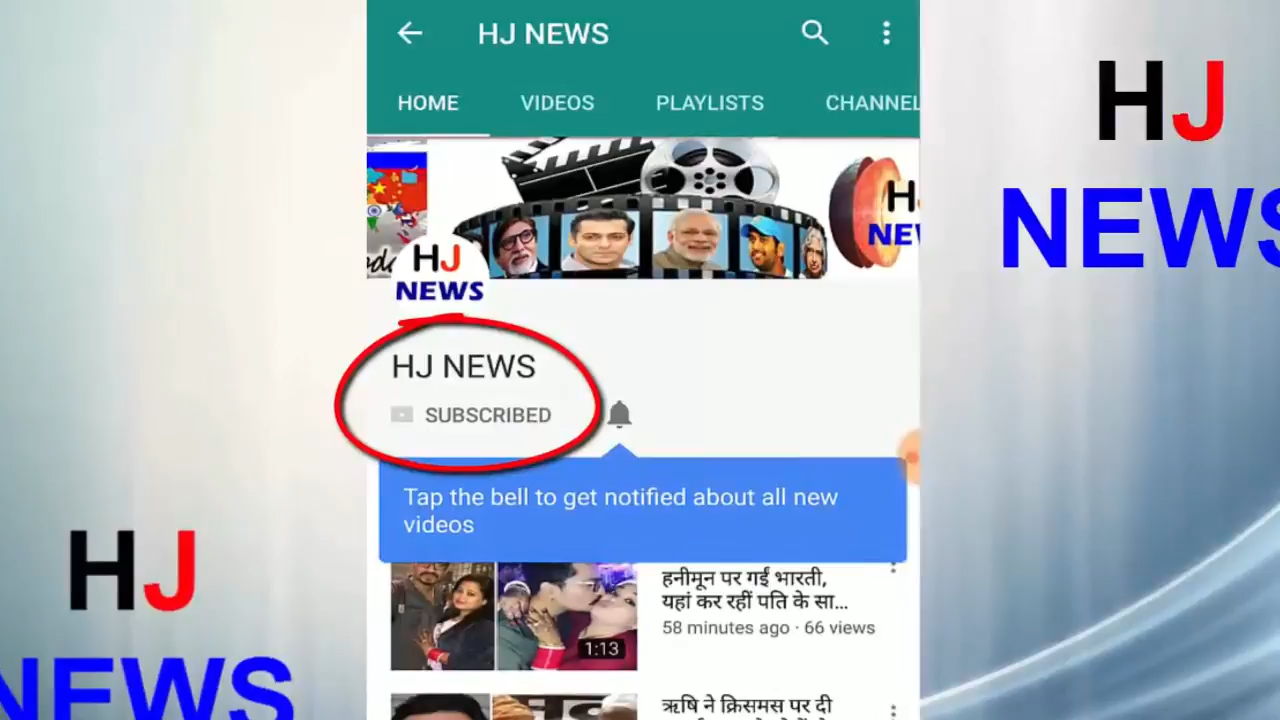 HJ NEWS
HOME VIDEOS PLAYLISTS CHANNEL
HJ
NEWS
HJ
NEWS
HJ NEWS
SUBSCRIBED
Tap the bell to get notified about all new
videos
हनीमून पर गईं भारती,
यहां कर रहीं पति के सा...
58 minutes ago · 66 views
1:13
ऋषि ने क्रिसमस पर दी
HJ
NEWS